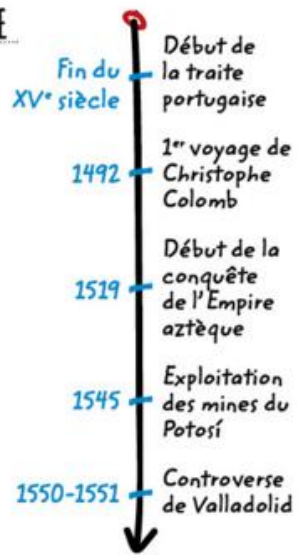 E
Début de
Fin du la traite
XVe siècle portugaise
1er voyage de
1492 Christophe
Colomb
Début de la
1519 conquête
de l'Empire
aztèque
Exploitation
1545 des mines du
Potosí
1550-1551 Controverse
de Valladolid